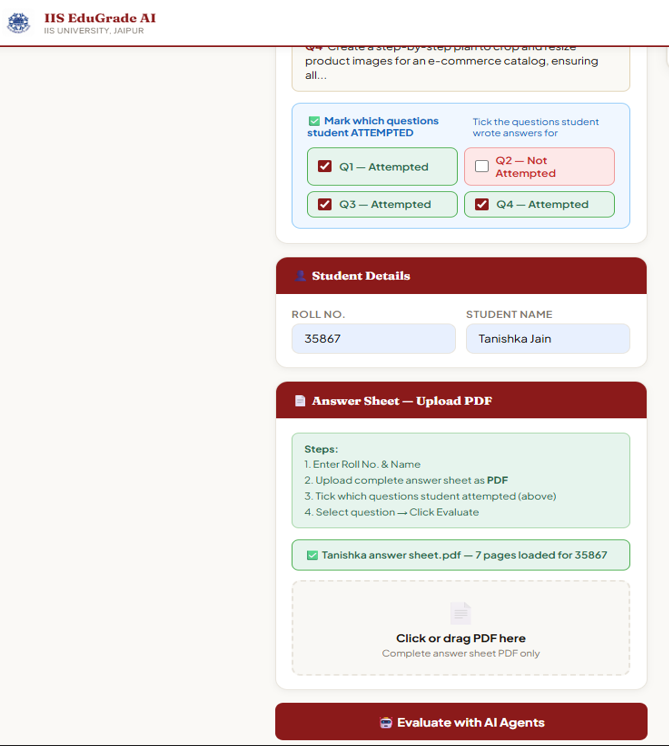 IIS EduGrade AI
IIS UNIVERSITY, JAIPUR
Q4 Create a step-by-step plan to crop and resize
product images for an e-commerce catalog, ensuring
all...
✅ Mark which questions
student ATTEMPTED
Tick the questions student
wrote answers for
Q1 — Attempted
Q2 — Not
Attempted
Q3 — Attempted
Q4 — Attempted
Student Details
ROLL NO.
STUDENT NAME
35867
Tanishka Jain
Answer Sheet — Upload PDF
Steps:
1. Enter Roll No. & Name
2. Upload complete answer sheet as PDF
3. Tick which questions student attempted (above)
4. Select question → Click Evaluate
✅ Tanishka answer sheet.pdf — 7 pages loaded for 35867
Click or drag PDF here
Complete answer sheet PDF only
Evaluate with AI Agents